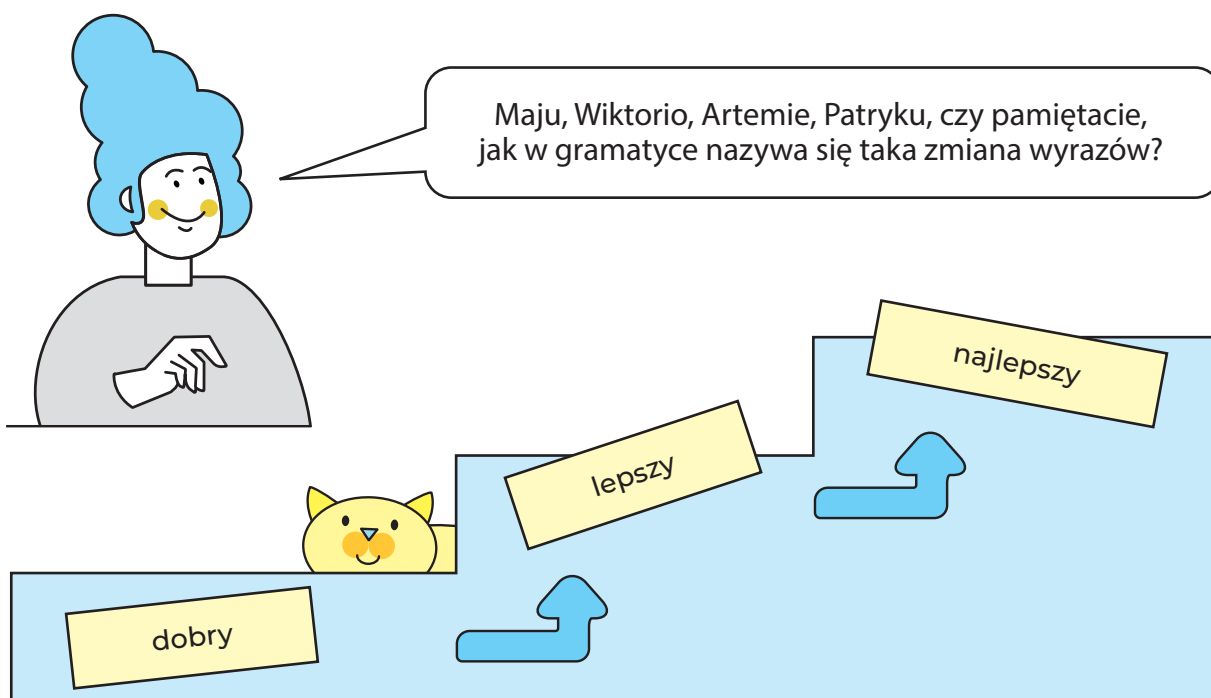 Maju, Wiktorio, Artemie, Patryku, czy pamiętacie,
jak w gramatyce nazywa się taka zmiana wyrazów?
najlepszy
lepszy
dobry